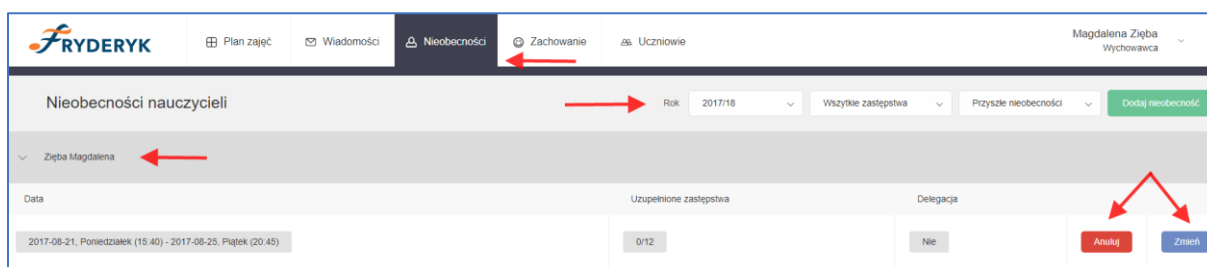 FRYDERYK Plan zajęć Wiadomości Nieobecności Zachowanie Uczniowie Magdalena Zięba
Wychowawca
Nieobecności nauczycieli Rok 2017/18 Wszytkie zastępstwa Przyszłe nieobecności Dodaj nieobecność
Zięba Magdalena
Data Uzupełnione zastępstwa Delegacja
2017-08-21, Poniedziałek (15:40) - 2017-08-25, Piątek (20:45) 0/12 Nie Anuluj Zmień